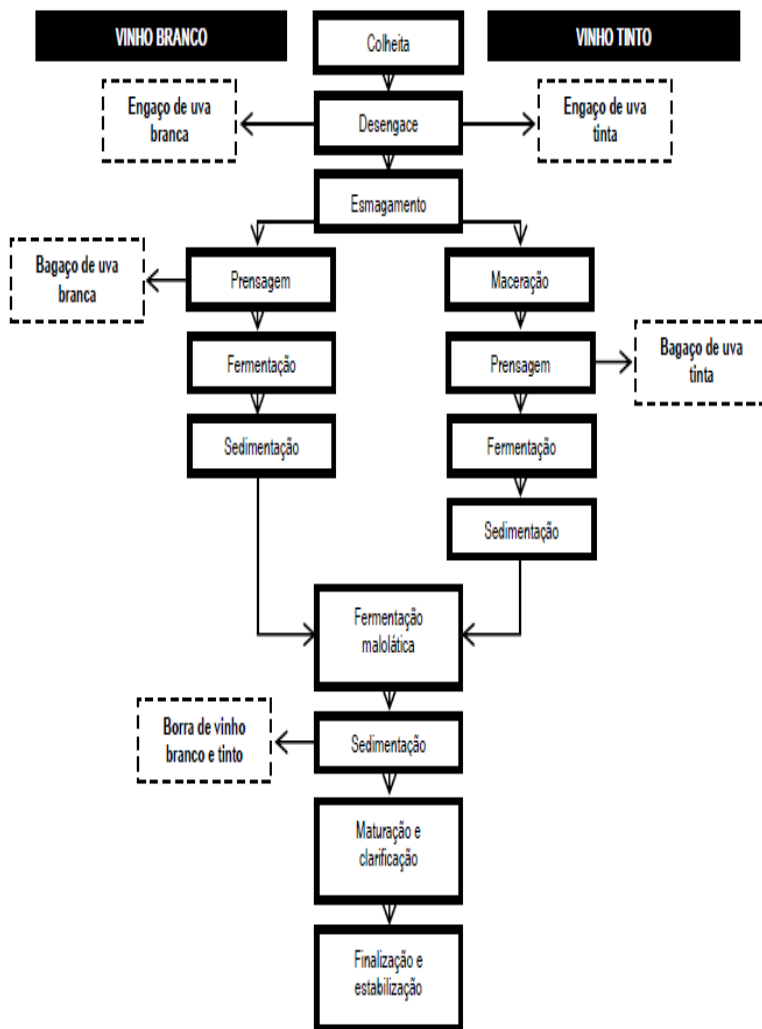 VINHO BRANCO
Colheita
VINHO TINTO
Engaço de uva
branca
Desengace
Engaço de uva
tinta
Esmagamento
Bagaço de uva
branca
Prensagem
Maceração
Fermentação
Prensagem
Bagaço de uva
tinta
Sedimentação
Fermentação
Sedimentação
Fermentação
malolática
Borra de vinho
branco e tinto
Sedimentação
Maturação e
clarificação
Finalização e
estabilização